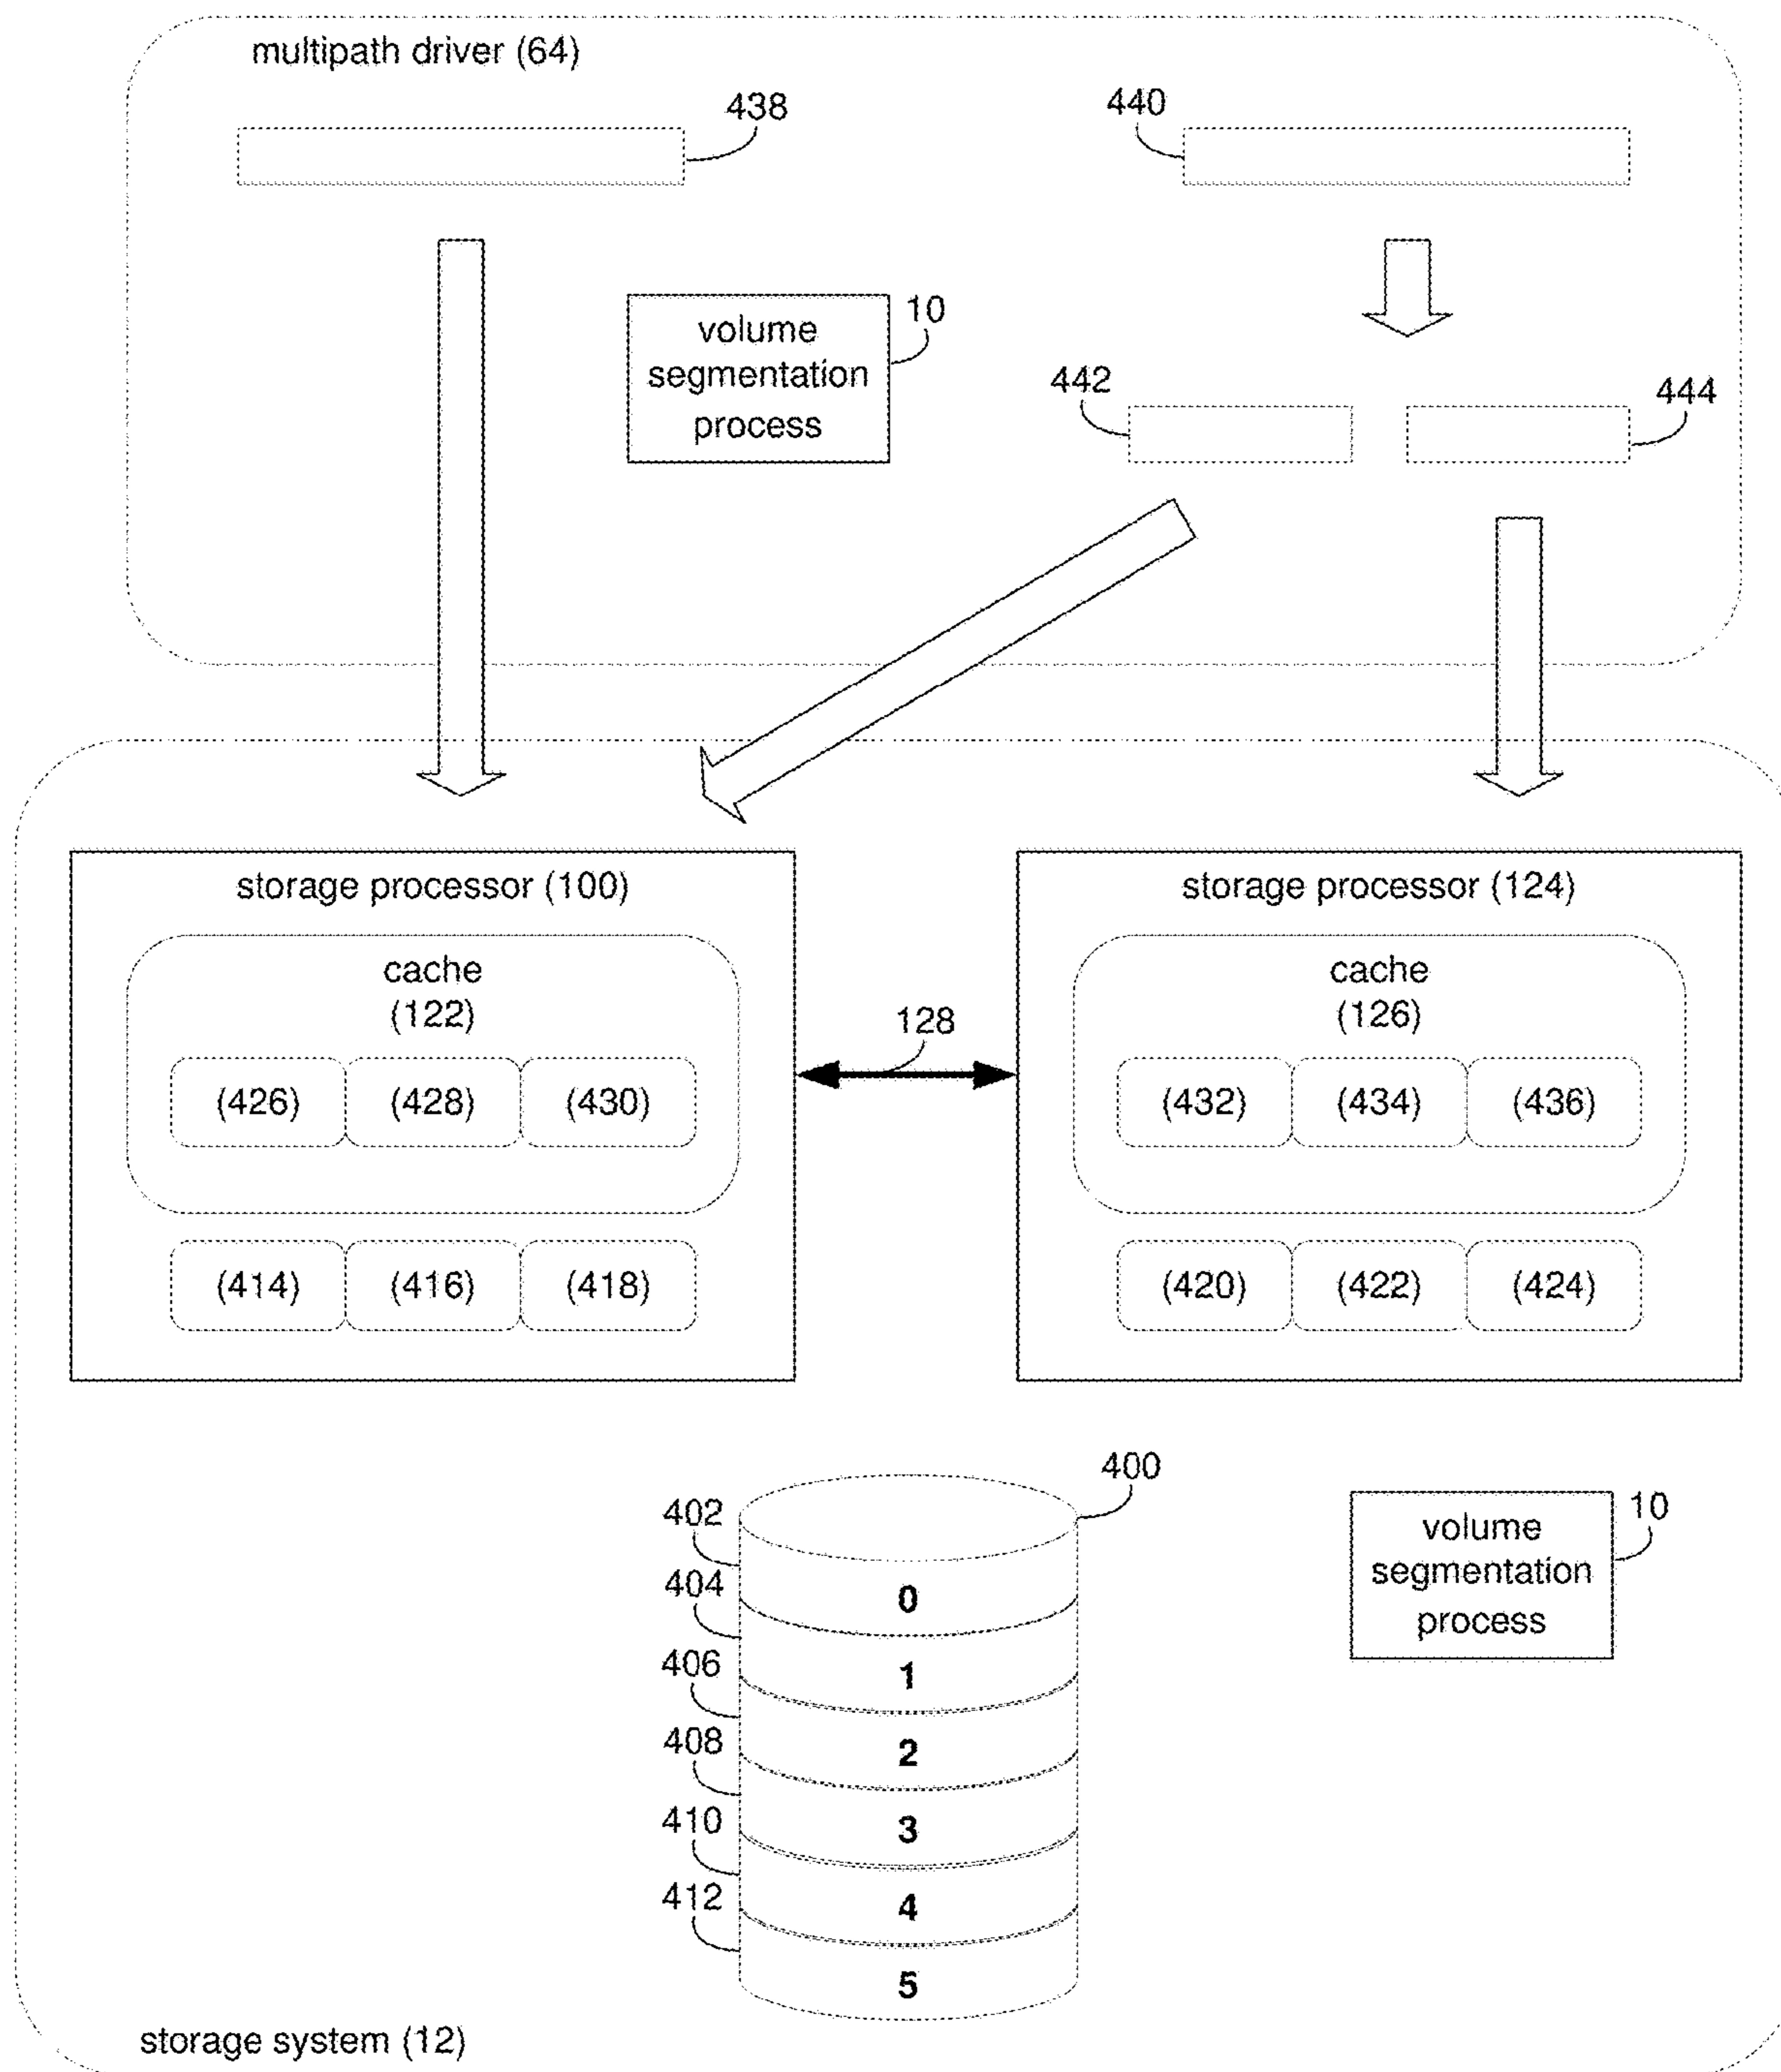 multipath driver (64)
438
440
volume
segmentation
process
10
442
444
storage processor (100)
cache
(122)
(426) (428) (430)
(414) (416) (418)
128
storage processor (124)
cache
(126)
(432) (434) (436)
(420) (422) (424)
400
402
0
404
1
406
2
408
3
410
4
412
5
volume
segmentation
process
10
storage system (12)